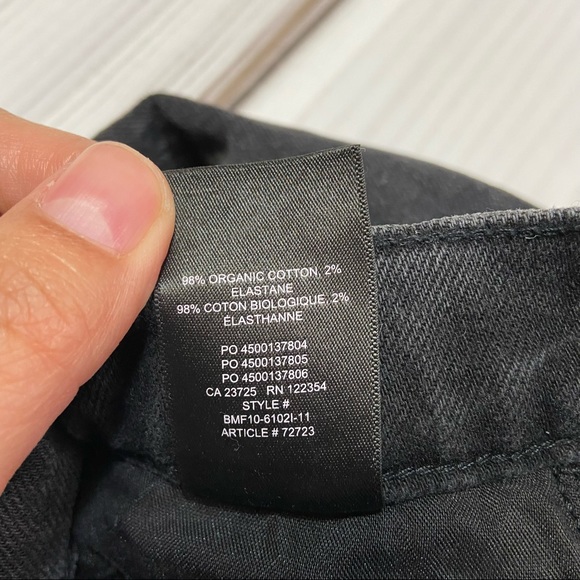 98% ORGANIC COTTON, 2%
ELASTANE
98% COTON BIOLOGIQUE, 2%
ÉLASTHANNE
PO 4500137804
PO 4500137805
PO 4500137806
CA 23725 RN 122354
STYLE #
BMF10-6102I-11
ARTICLE # 72723